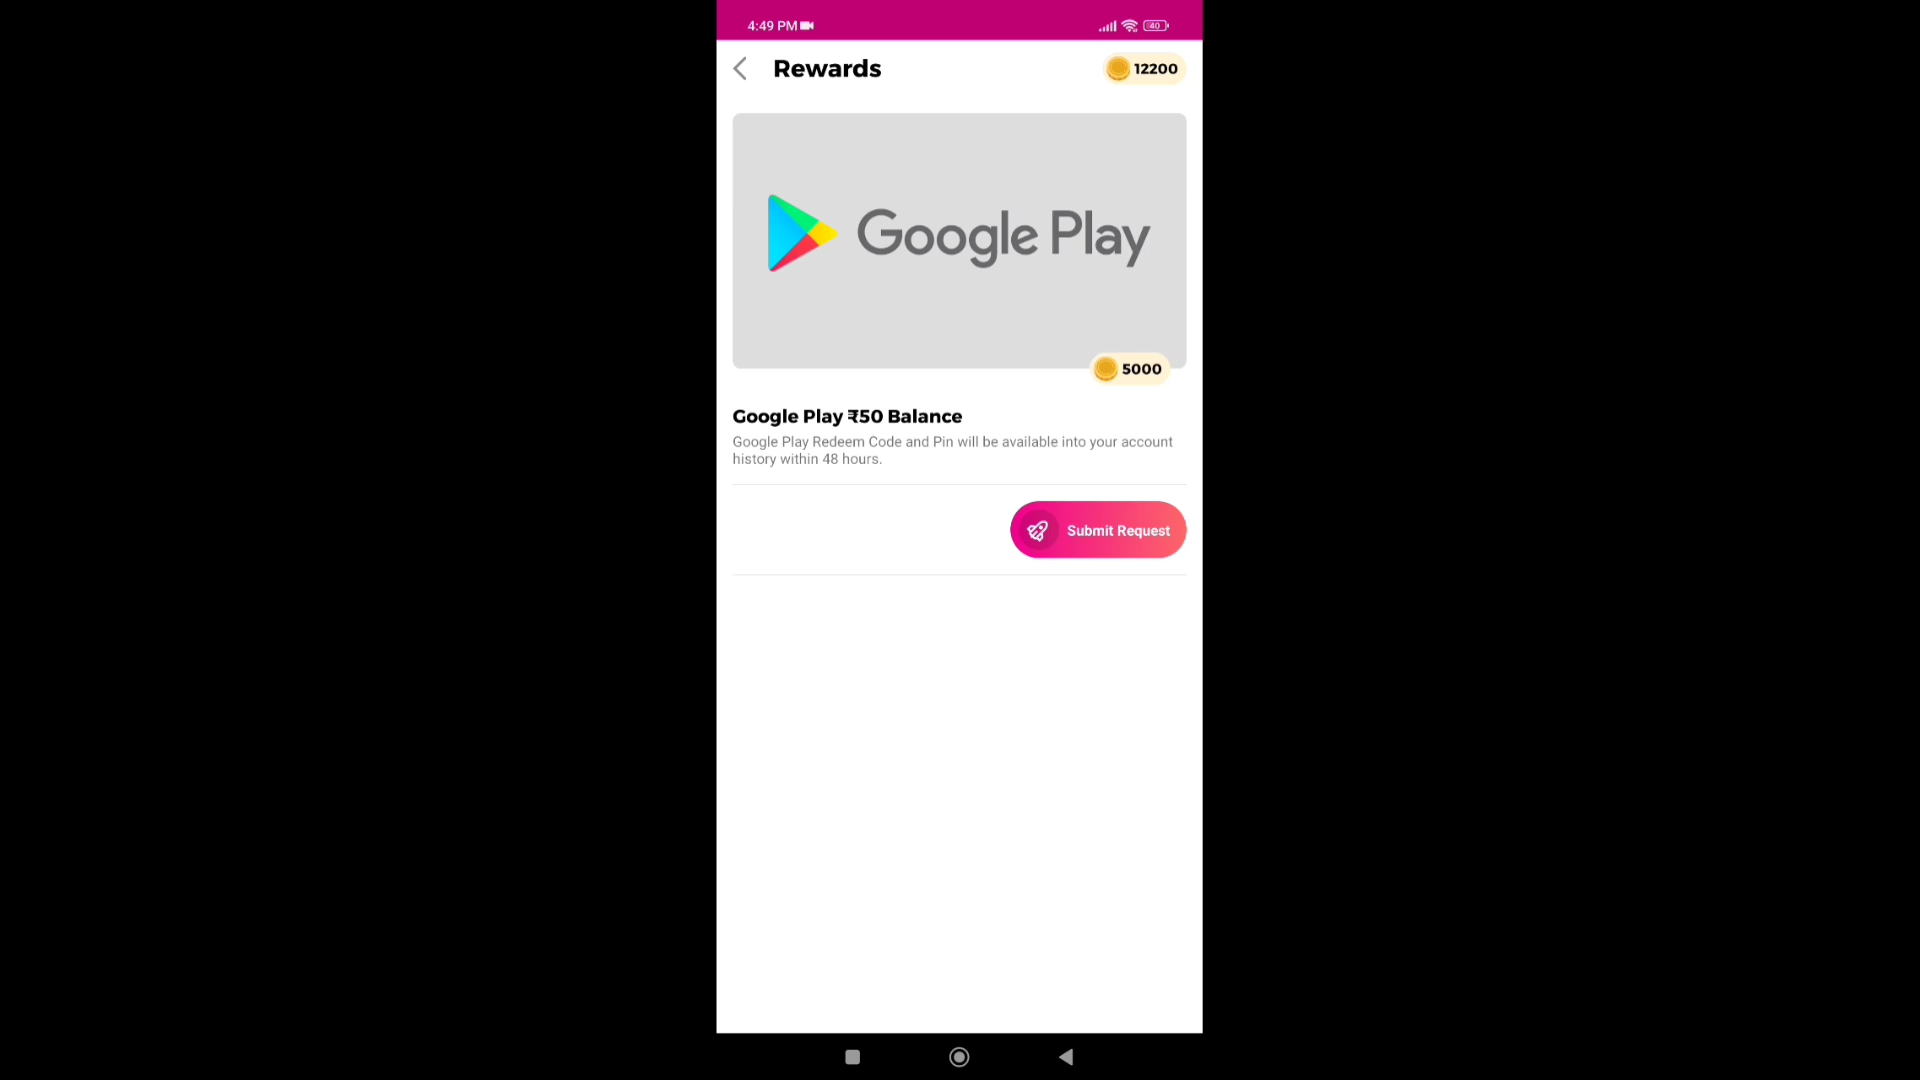 4:49 PM
40
Rewards
12200
Google Play
5000
Google Play ₹50 Balance
Google Play Redeem Code and Pin will be available into your account
history within 48 hours.
Submit Request